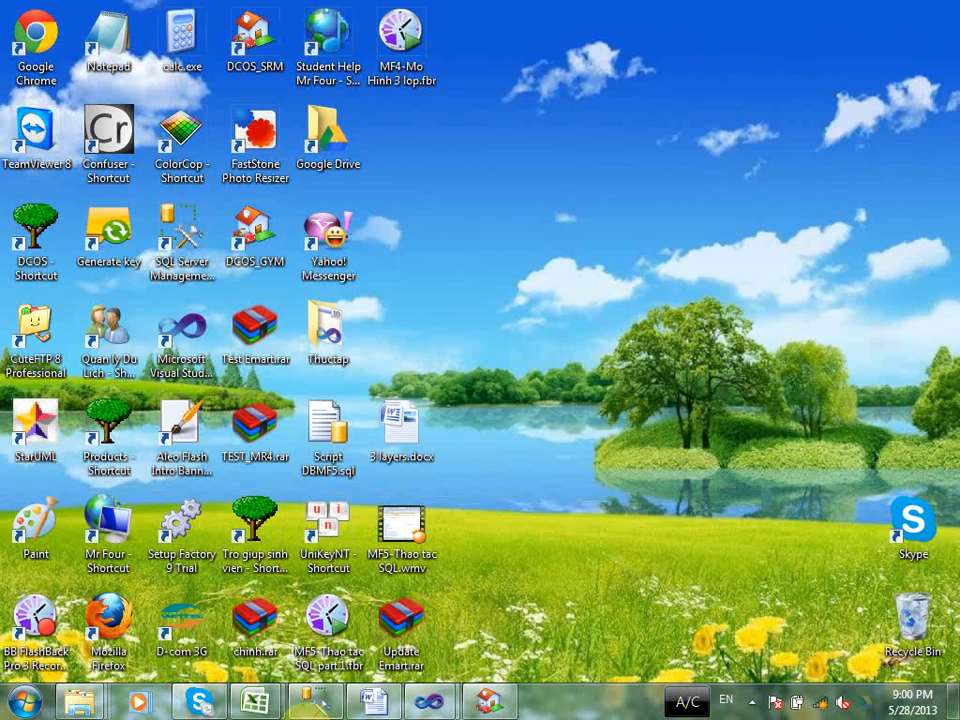 Google
Chrome
Notepad
calc.exe
DCOS_SRM
Student Help
Mr Four - S...
MF4-Mo
Hinh 3 lop.fbr
TeamViewer 8
Cr
Confuser -
Shortcut
ColorCop -
Shortcut
FastStone
Photo Resizer
Google Drive
DCOS -
Shortcut
Generate key
SQL Server
Manageme...
DCOS_GYM
Yahoo!
Messenger
CuteFTP 8
Professional
Quan ly Du
Lich - Sh...
Microsoft
Visual Stud...
Test Emart.rar
Thuctap
StarUML
Products -
Shortcut
Aleo Flash
Intro Bann...
TEST_MR4.rar
Script
DBMF5.sql
3 layers.docx
Paint
Mr Four -
Shortcut
Setup Factory
9 Trial
Tro giup sinh
vien - Short...
UniKeyNT -
Shortcut
MF5-Thao tac
SQL.wmv
Skype
BB FlashBack
Pro 3 Recor...
Mozilla
Firefox
D-com 3G
chinh.rar
MF5-Thao tac
SQL part 1.fbr
Update
Emart.rar
Recycle Bin
A/C
EN
9:00 PM
5/28/2013